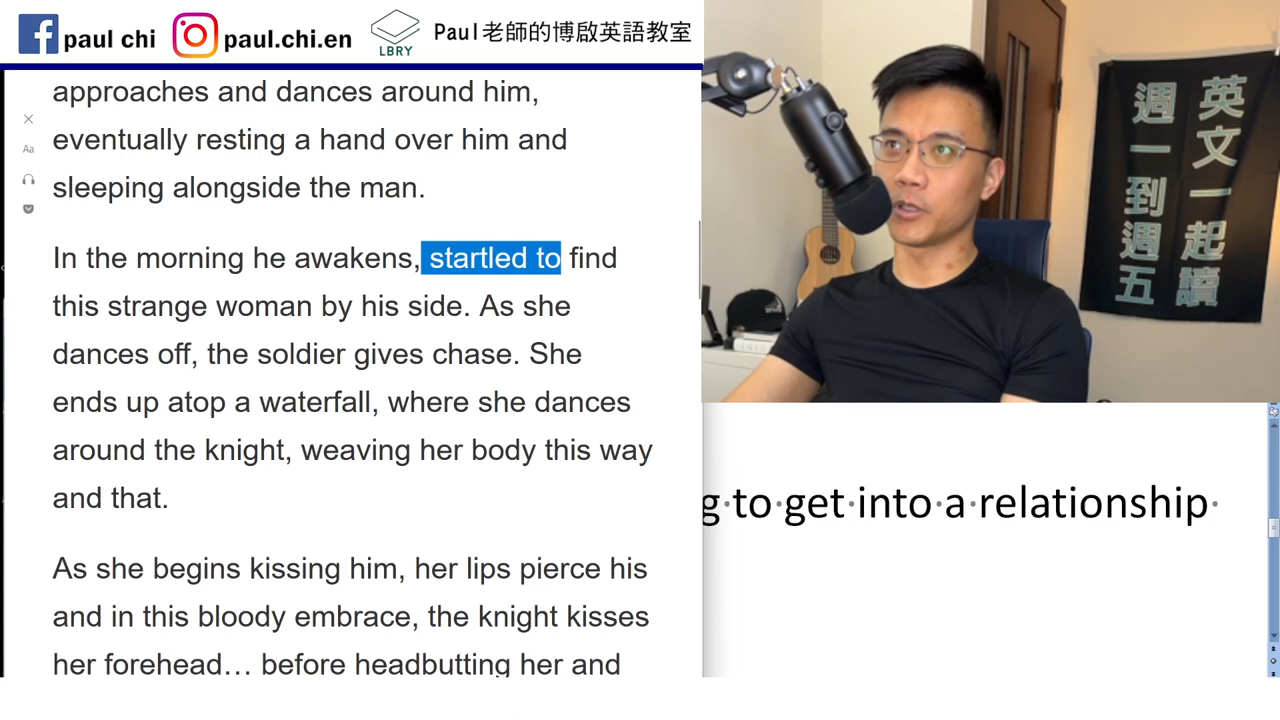 paul chi
paul.chi.en
LBRY
Paul老師的博啟英語教室
approaches and dances around him,
eventually resting a hand over him and
sleeping alongside the man.
Aa
In the morning he awakens, startled to find
this strange woman by his side. As she
dances off, the soldier gives chase. She
ends up atop a waterfall, where she dances
around the knight, weaving her body this way
and that.
As she begins kissing him, her lips pierce his
and in this bloody embrace, the knight kisses
her forehead… before headbutting her and
英文一起讀
週一到週五
g to get into a relationship